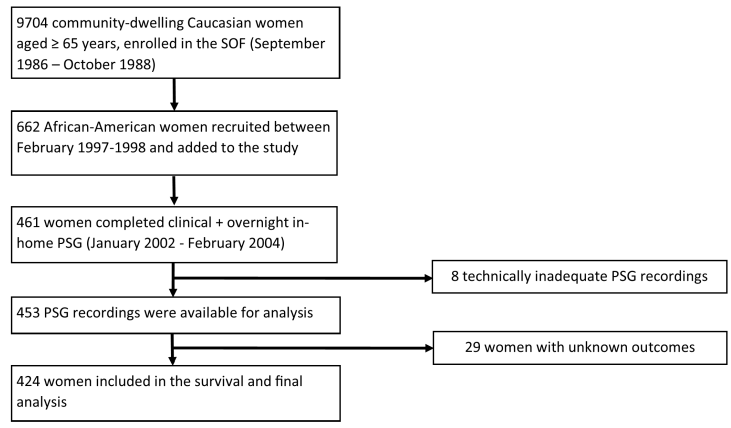 9704 community-dwelling Caucasian women
aged ≥ 65 years, enrolled in the SOF (September
1986 – October 1988)
662 African-American women recruited between
February 1997-1998 and added to the study
461 women completed clinical + overnight in-
home PSG (January 2002 - February 2004)
8 technically inadequate PSG recordings
453 PSG recordings were available for analysis
29 women with unknown outcomes
424 women included in the survival and final
analysis